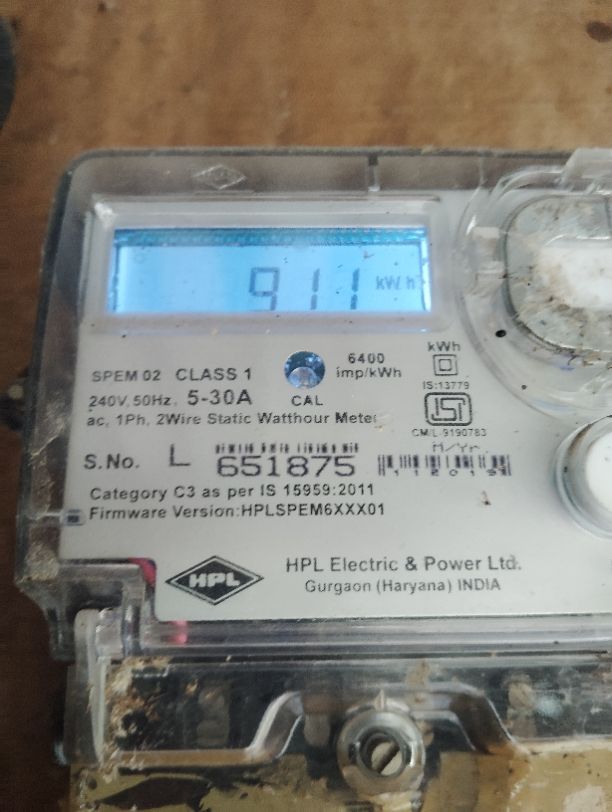 911 kWh
SPEM 02 CLASS 1
6400 imp/kWh
kWh
240V, 50Hz, 5-30A
CAL
IS:13779
ISI
ac, 1Ph, 2Wire Static Watthour Meter
CM/L-9190783
S.No. L 651875
M/Yr.
Category C3 as per IS 15959:2011
Firmware Version:HPLSPEM6XXX01
HPL
HPL Electric & Power Ltd.
Gurgaon (Haryana) INDIA